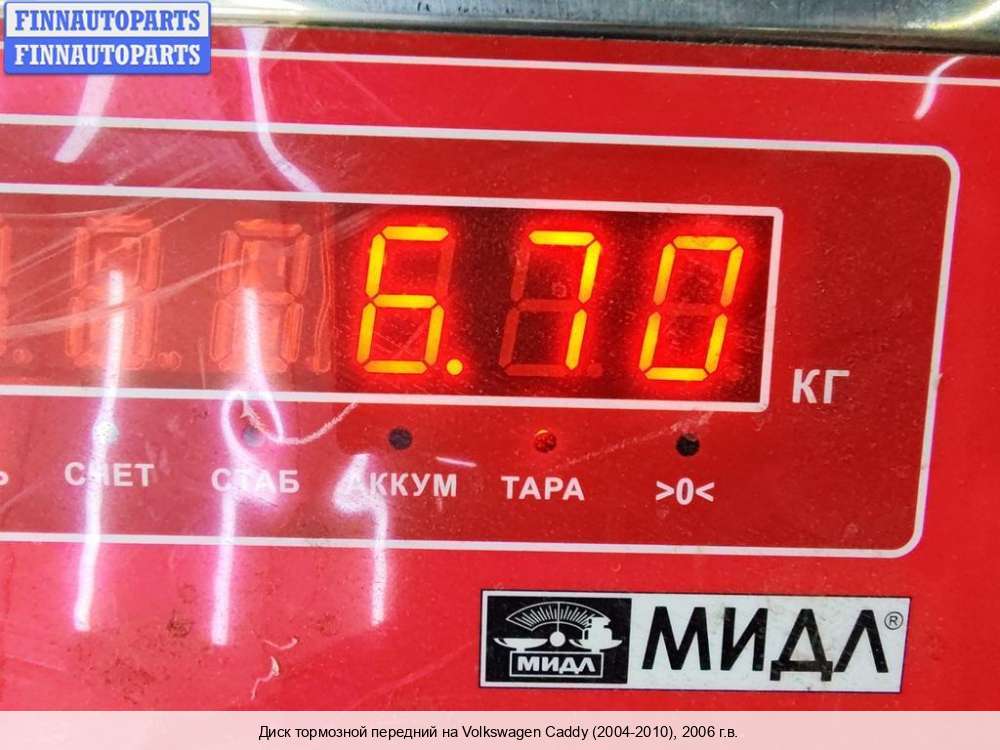 FINNAUTOPARTS
FINNAUTOPARTS
6.70
КГ
СЧЕТ СТАБ АККУМ ТАРА >0<
МИДЛ МИДЛ®
Диск тормозной передний на Volkswagen Caddy (2004-2010), 2006 г.в.